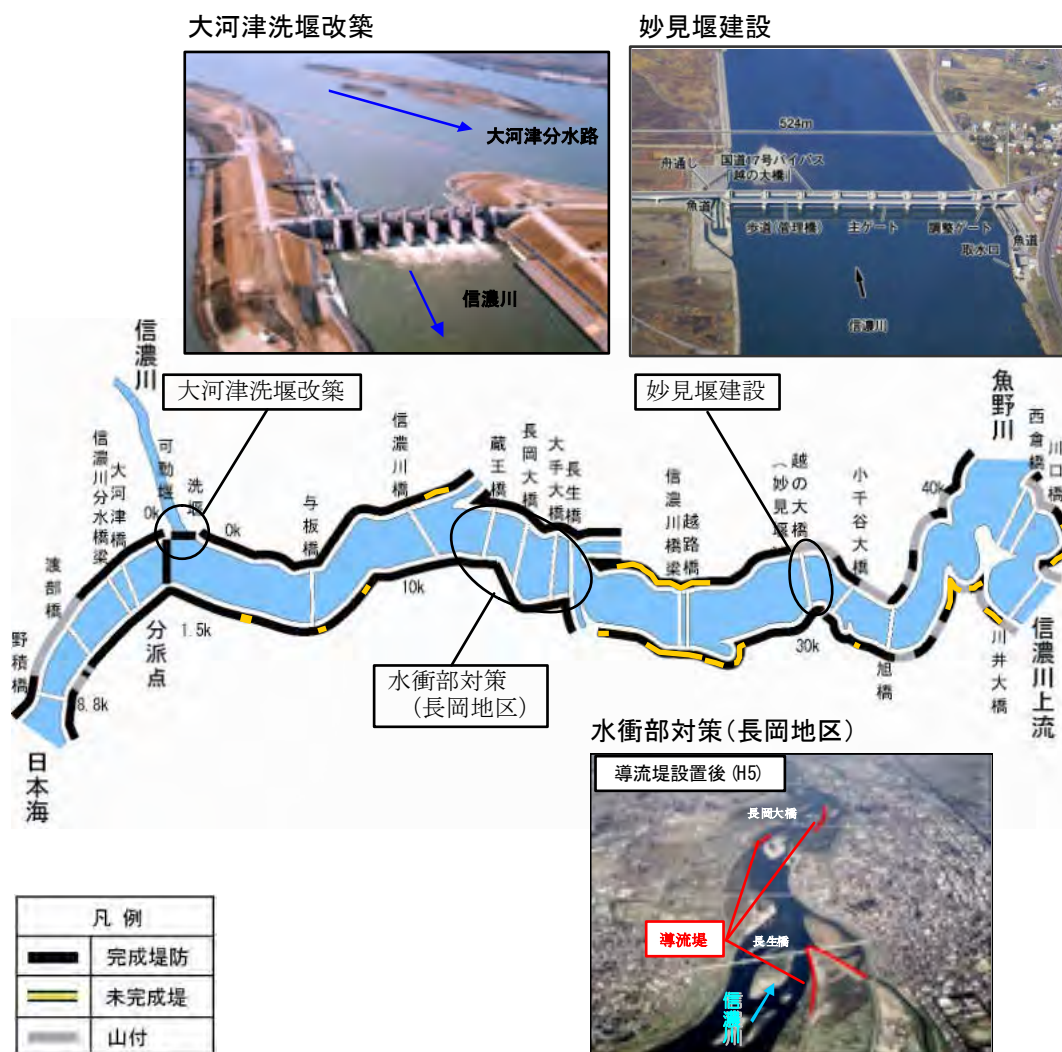 大河津洗堰改築
妙見堰建設
大河津分水路
信濃川
524m
舟通し
国道17号バイパス
「越の大橋」
魚道
歩道(管理橋)
主ゲート
調整ゲート
魚道
取水口
信濃川
信濃川
大河津洗堰改築
妙見堰建設
魚野川
西倉橋
川口橋
可動堰
洗堰
信濃川分水橋梁
大河津橋
渡部橋
野積橋
0k
0k
与板橋
信濃川橋
蔵王橋
長岡大橋
大手大橋
長生橋
信濃川橋梁
越路橋
越の大橋
(妙見堰)
小千谷大橋
40k
10k
1.5k
分派点
8.8k
日本海
30k
旭橋
川井大橋
信濃川上流
水衝部対策
(長岡地区)
水衝部対策(長岡地区)
導流堤設置後(H5)
長岡大橋
導流堤
長生橋
信濃川
凡 例
完成堤防
未完成堤
山付